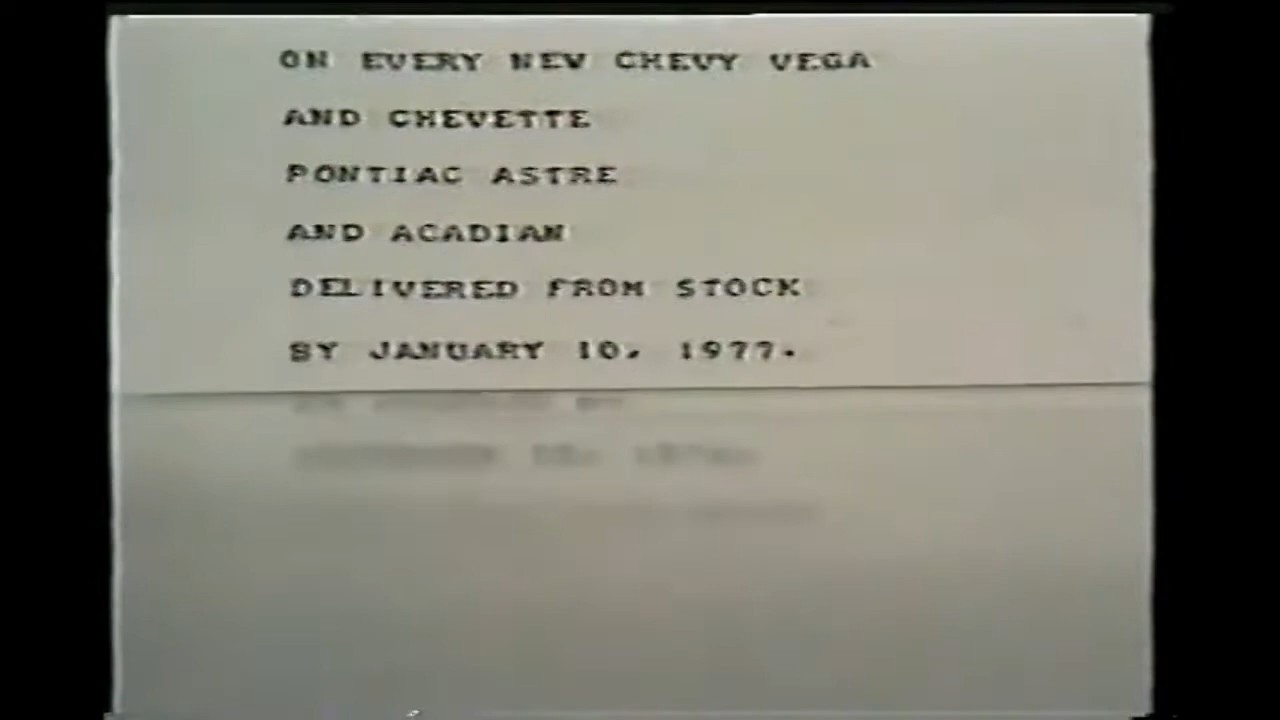 ON EVERY NEW CHEVY VEGA
AND CHEVETTE
PONTIAC ASTRE
AND ACADIAN
DELIVERED FROM STOCK
BY JANUARY 10, 1977.